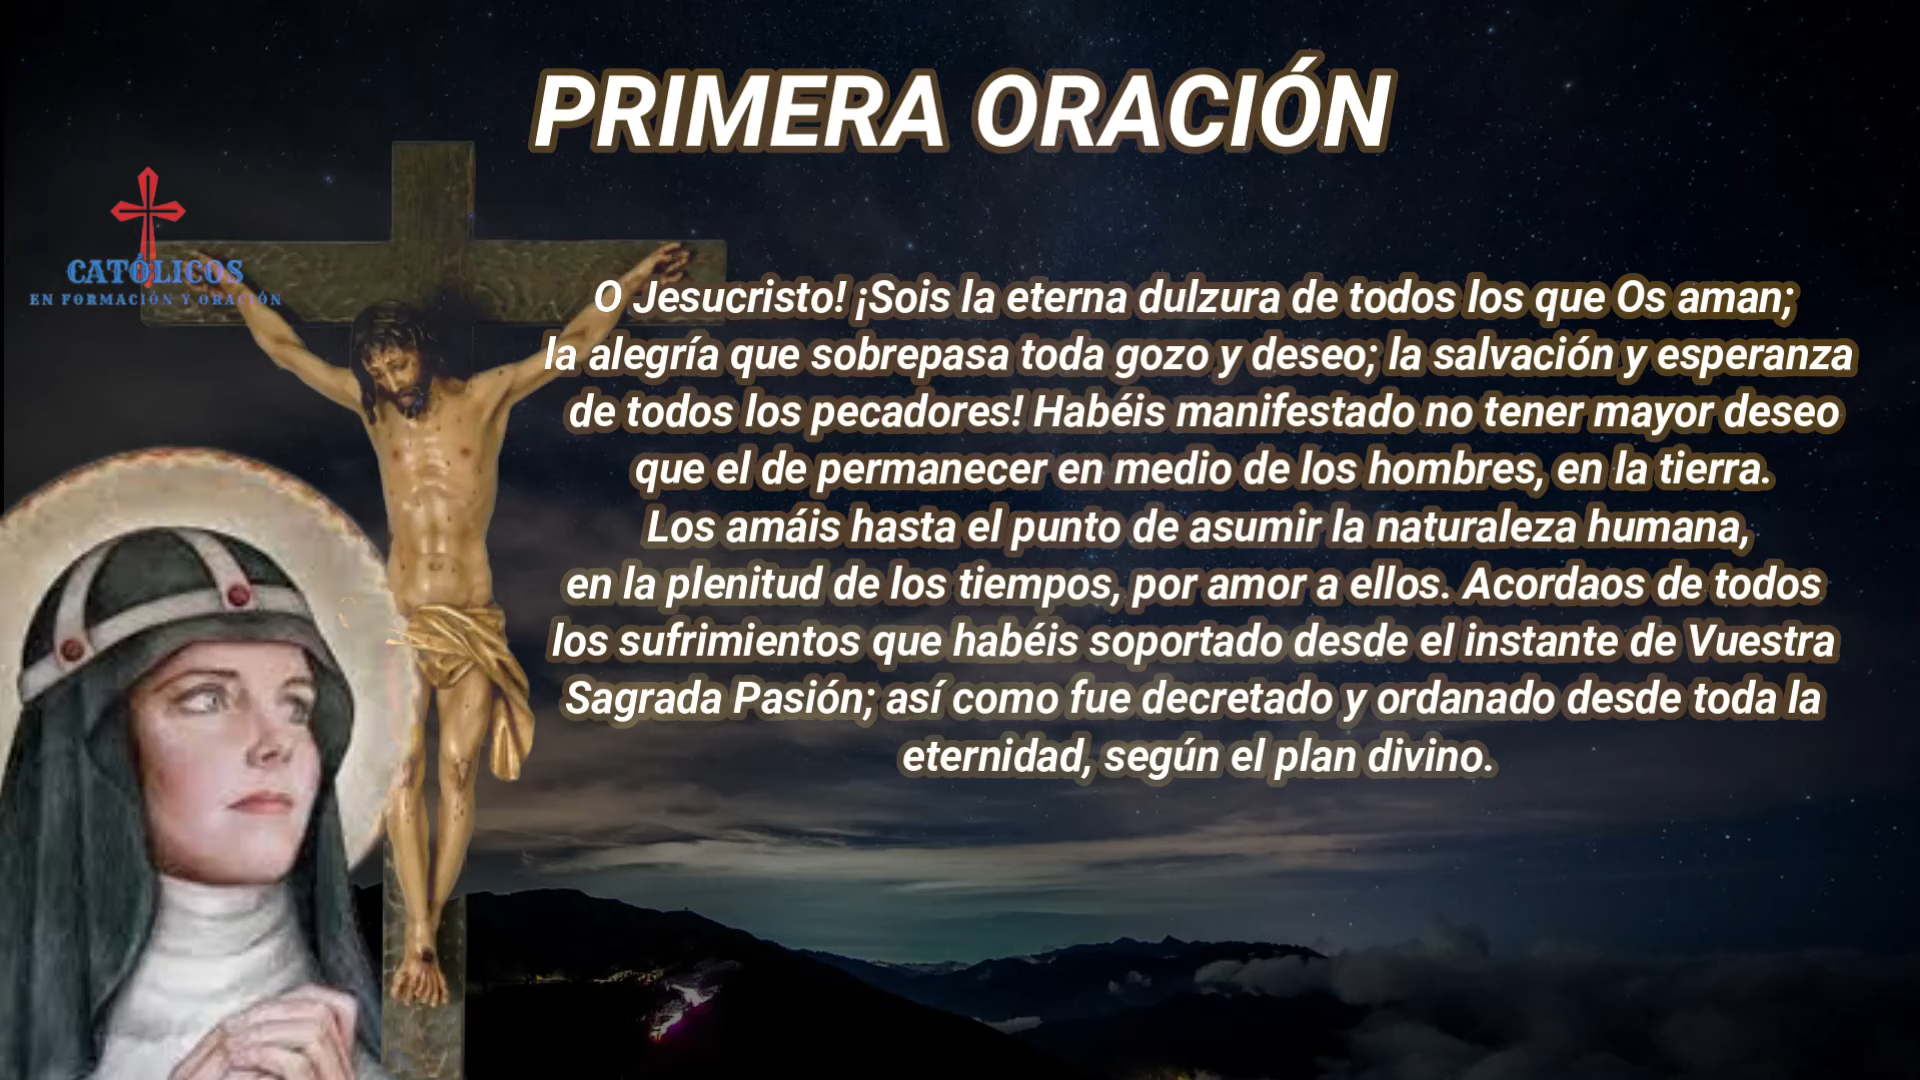 PRIMERA ORACIÓN
CATÓLICOS
EN FORMACIÓN Y ORACIÓN
O Jesucristo! ¡Sois la eterna dulzura de todos los que Os aman;
la alegría que sobrepasa toda gozo y deseo; la salvación y esperanza
de todos los pecadores! Habéis manifestado no tener mayor deseo
que el de permanecer en medio de los hombres, en la tierra.
Los amáis hasta el punto de asumir la naturaleza humana,
en la plenitud de los tiempos, por amor a ellos. Acordaos de todos
los sufrimientos que habéis soportado desde el instante de Vuestra
Sagrada Pasión; así como fue decretado y ordanado desde toda la
eternidad, según el plan divino.